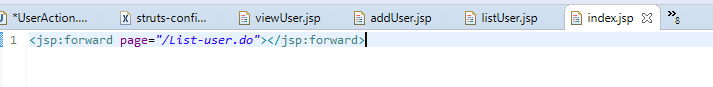 *UserAction.... struts-confi... viewUser.jsp addUser.jsp listUser.jsp index.jsp »8
1 <jsp:forward page="/List-user.do"></jsp:forward>